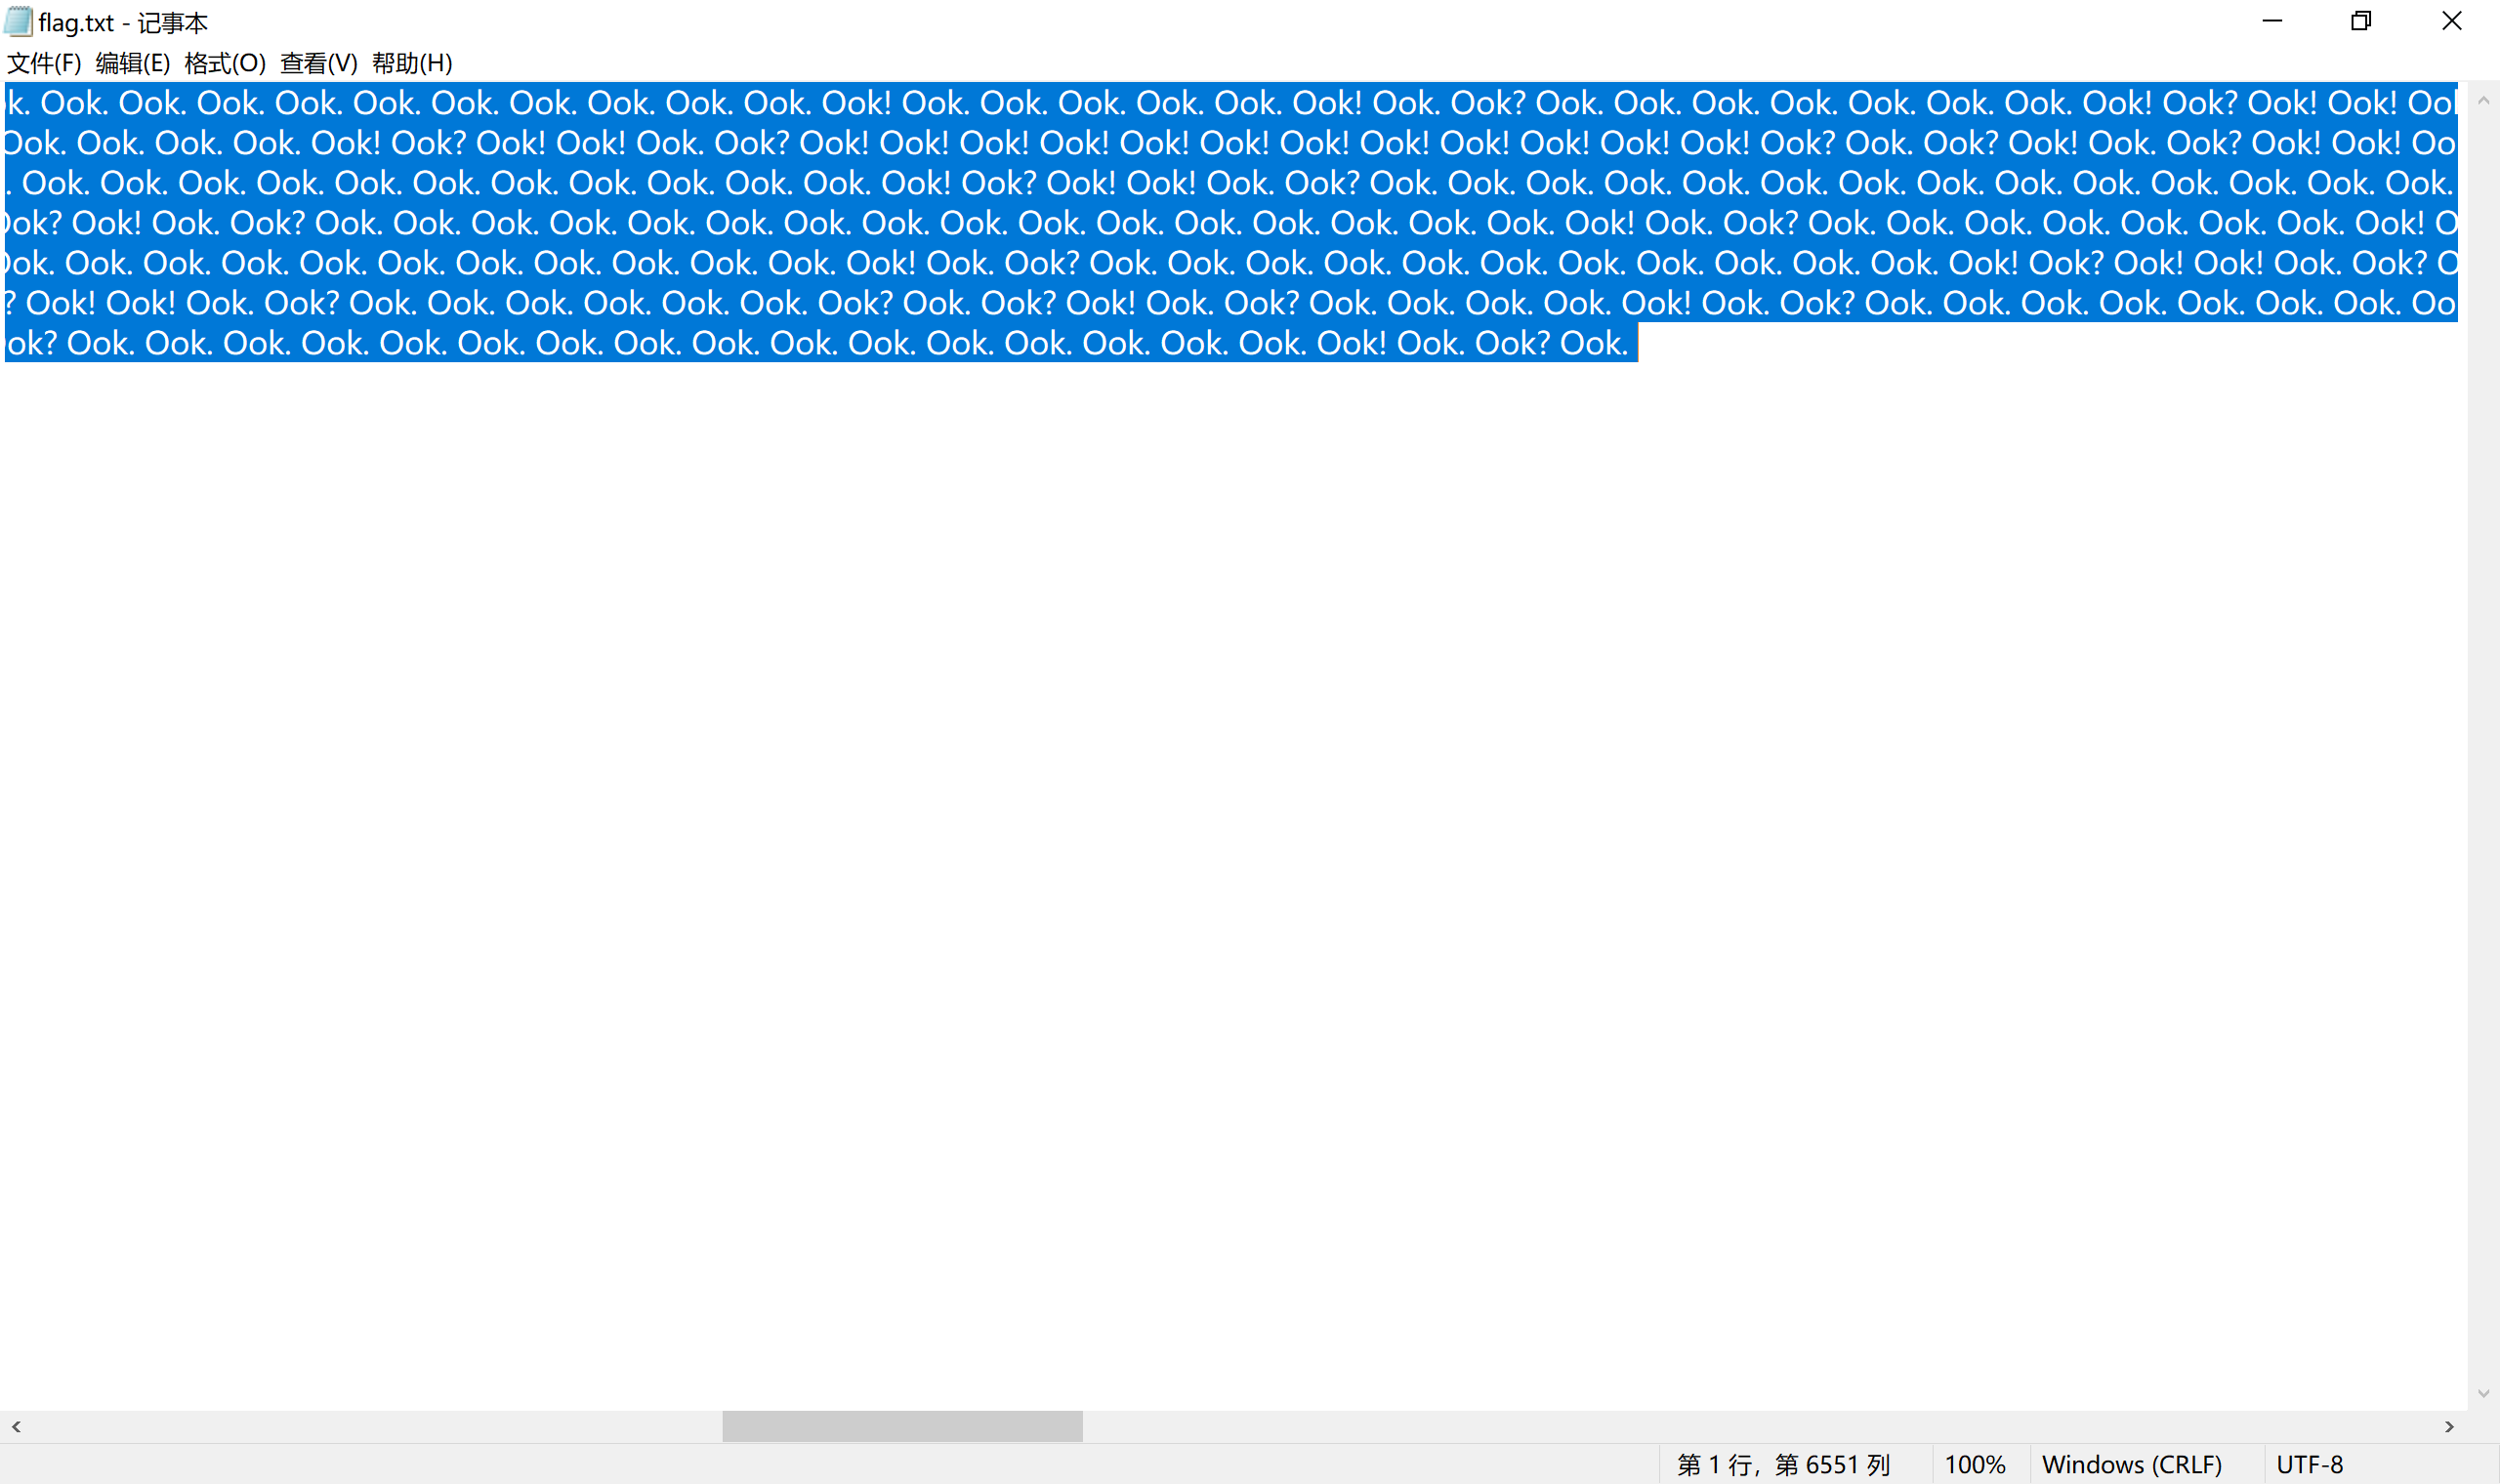 flag.txt - 记事本
文件(F) 编辑(E) 格式(O) 查看(V) 帮助(H)
k. Ook. Ook. Ook. Ook. Ook. Ook. Ook. Ook. Ook. Ook. Ook! Ook. Ook. Ook. Ook. Ook. Ook! Ook. Ook? Ook. Ook. Ook. Ook. Ook. Ook. Ook. Ook! Ook? Ook! Ook! Ook
Ook. Ook. Ook. Ook. Ook! Ook? Ook! Ook! Ook. Ook? Ook! Ook! Ook! Ook! Ook! Ook! Ook! Ook! Ook! Ook! Ook! Ook! Ook? Ook. Ook? Ook! Ook. Ook? Ook! Ook! Oo
. Ook. Ook. Ook. Ook. Ook. Ook. Ook. Ook. Ook. Ook. Ook. Ook! Ook? Ook! Ook! Ook. Ook? Ook. Ook. Ook. Ook. Ook. Ook. Ook. Ook. Ook. Ook. Ook. Ook. Ook. Ook.
Ook? Ook! Ook. Ook? Ook. Ook. Ook. Ook. Ook. Ook. Ook. Ook. Ook. Ook. Ook. Ook. Ook. Ook. Ook. Ook. Ook! Ook. Ook? Ook. Ook. Ook. Ook. Ook. Ook. Ook. Ook! O
Ook. Ook. Ook. Ook. Ook. Ook. Ook. Ook. Ook. Ook. Ook. Ook! Ook. Ook? Ook. Ook. Ook. Ook. Ook. Ook. Ook. Ook. Ook. Ook. Ook. Ook! Ook? Ook! Ook! Ook. Ook? O
? Ook! Ook! Ook. Ook? Ook. Ook. Ook. Ook. Ook. Ook. Ook? Ook. Ook? Ook! Ook. Ook? Ook. Ook. Ook. Ook. Ook! Ook. Ook? Ook. Ook. Ook. Ook. Ook. Ook. Ook. Oo
ok? Ook. Ook. Ook. Ook. Ook. Ook. Ook. Ook. Ook. Ook. Ook. Ook. Ook. Ook. Ook. Ook. Ook! Ook. Ook? Ook.
第 1 行，第 6551 列 100% Windows (CRLF) UTF-8